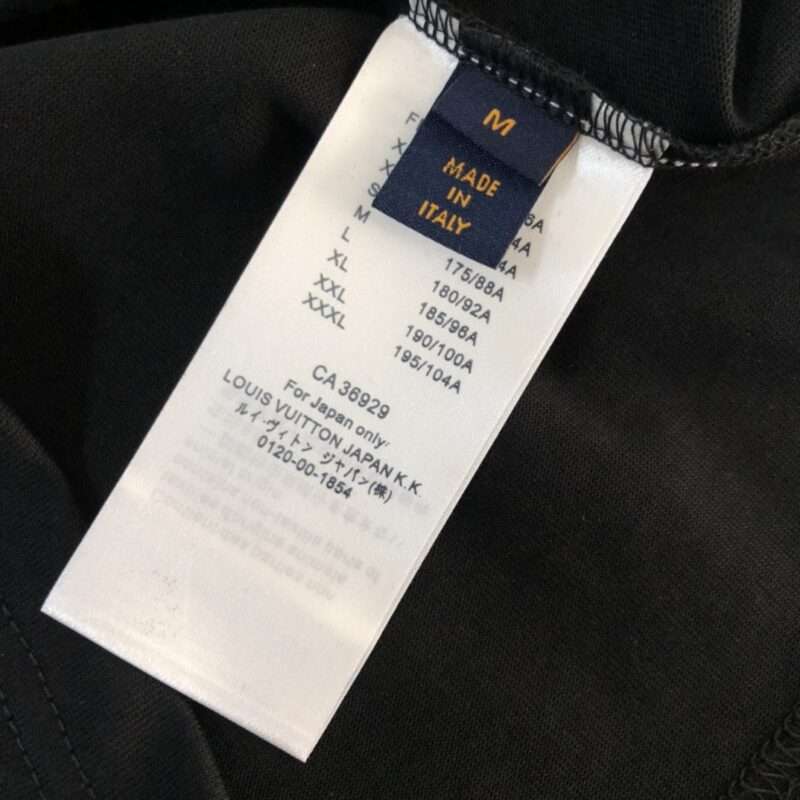 M
MADE
IN
ITALY
S
M 175/88A
L 180/92A
XL 185/96A
XXL 190/100A
XXXL 195/104A
CA 36929
For Japan only:
LOUIS VUITTON JAPAN K.K.
ルイ・ヴィトン ジャパン(株)
0120-00-1854